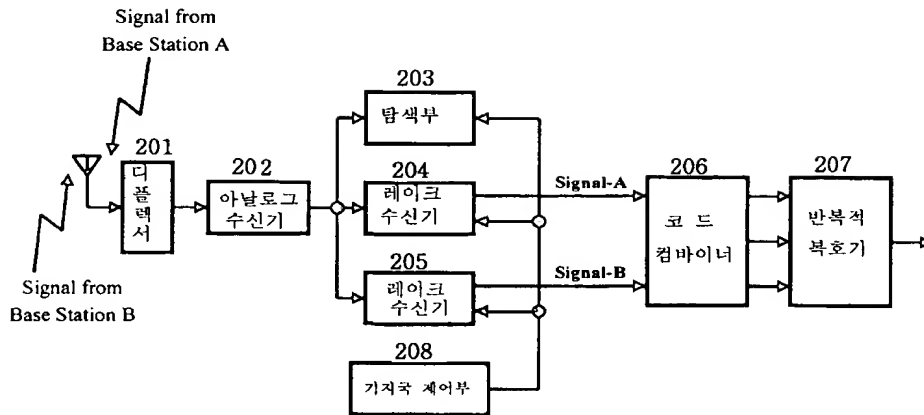 Signal from
Base Station A
201
디플렉서
202
아날로그
수신기
203
탐색부
204
레이크
수신기
Signal-A
205
레이크
수신기
Signal-B
206
코 드
컴바이너
207
반복적
복호기
Signal from
Base Station B
208
기지국 제어부